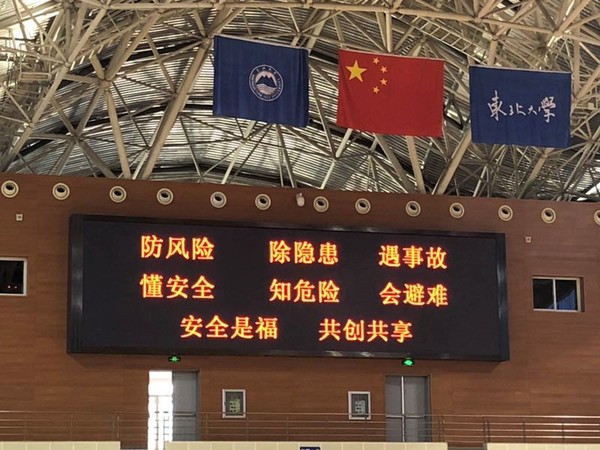 東北大学
防风险 除隐患 遇事故
懂安全 知危险 会避难
安全是福 共创共享